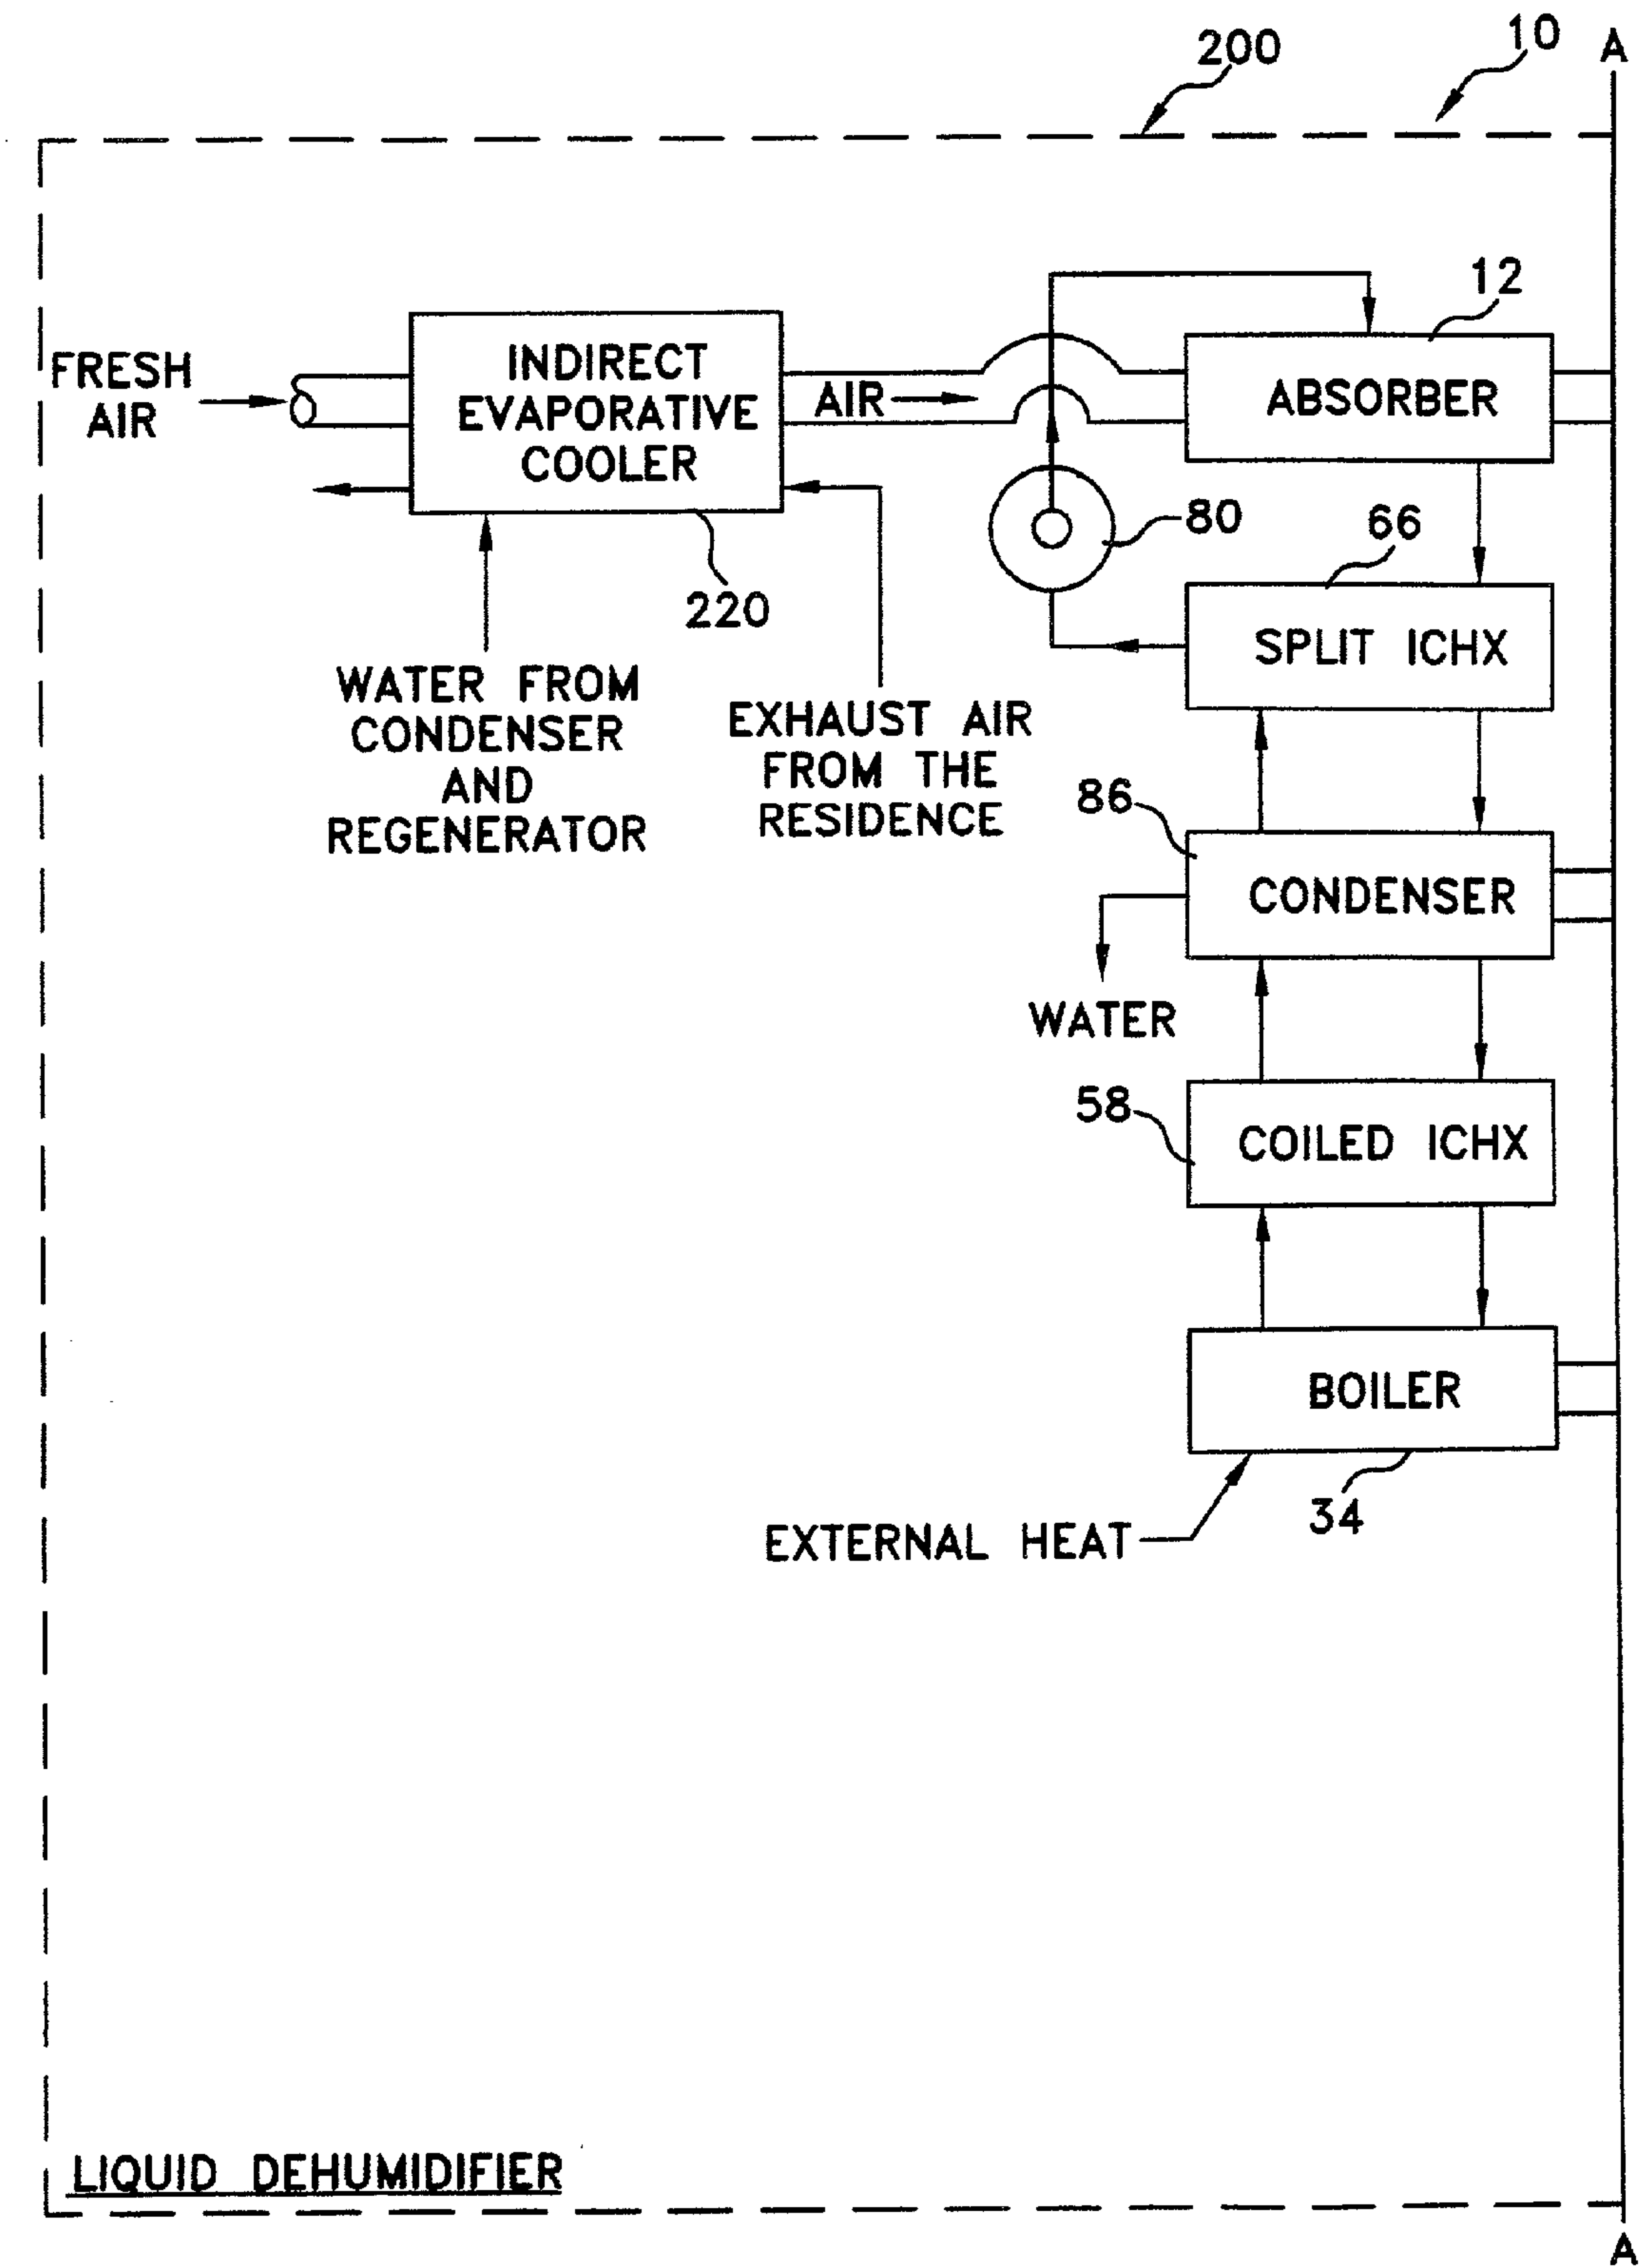 200
10
A
12
FRESH
AIR
INDIRECT
EVAPORATIVE
COOLER
AIR
ABSORBER
80
66
220
SPLIT ICHX
WATER FROM
CONDENSER
AND
REGENERATOR
EXHAUST AIR
FROM THE
RESIDENCE
86
CONDENSER
WATER
58
COILED ICHX
BOILER
34
EXTERNAL HEAT
LIQUID DEHUMIDIFIER
A